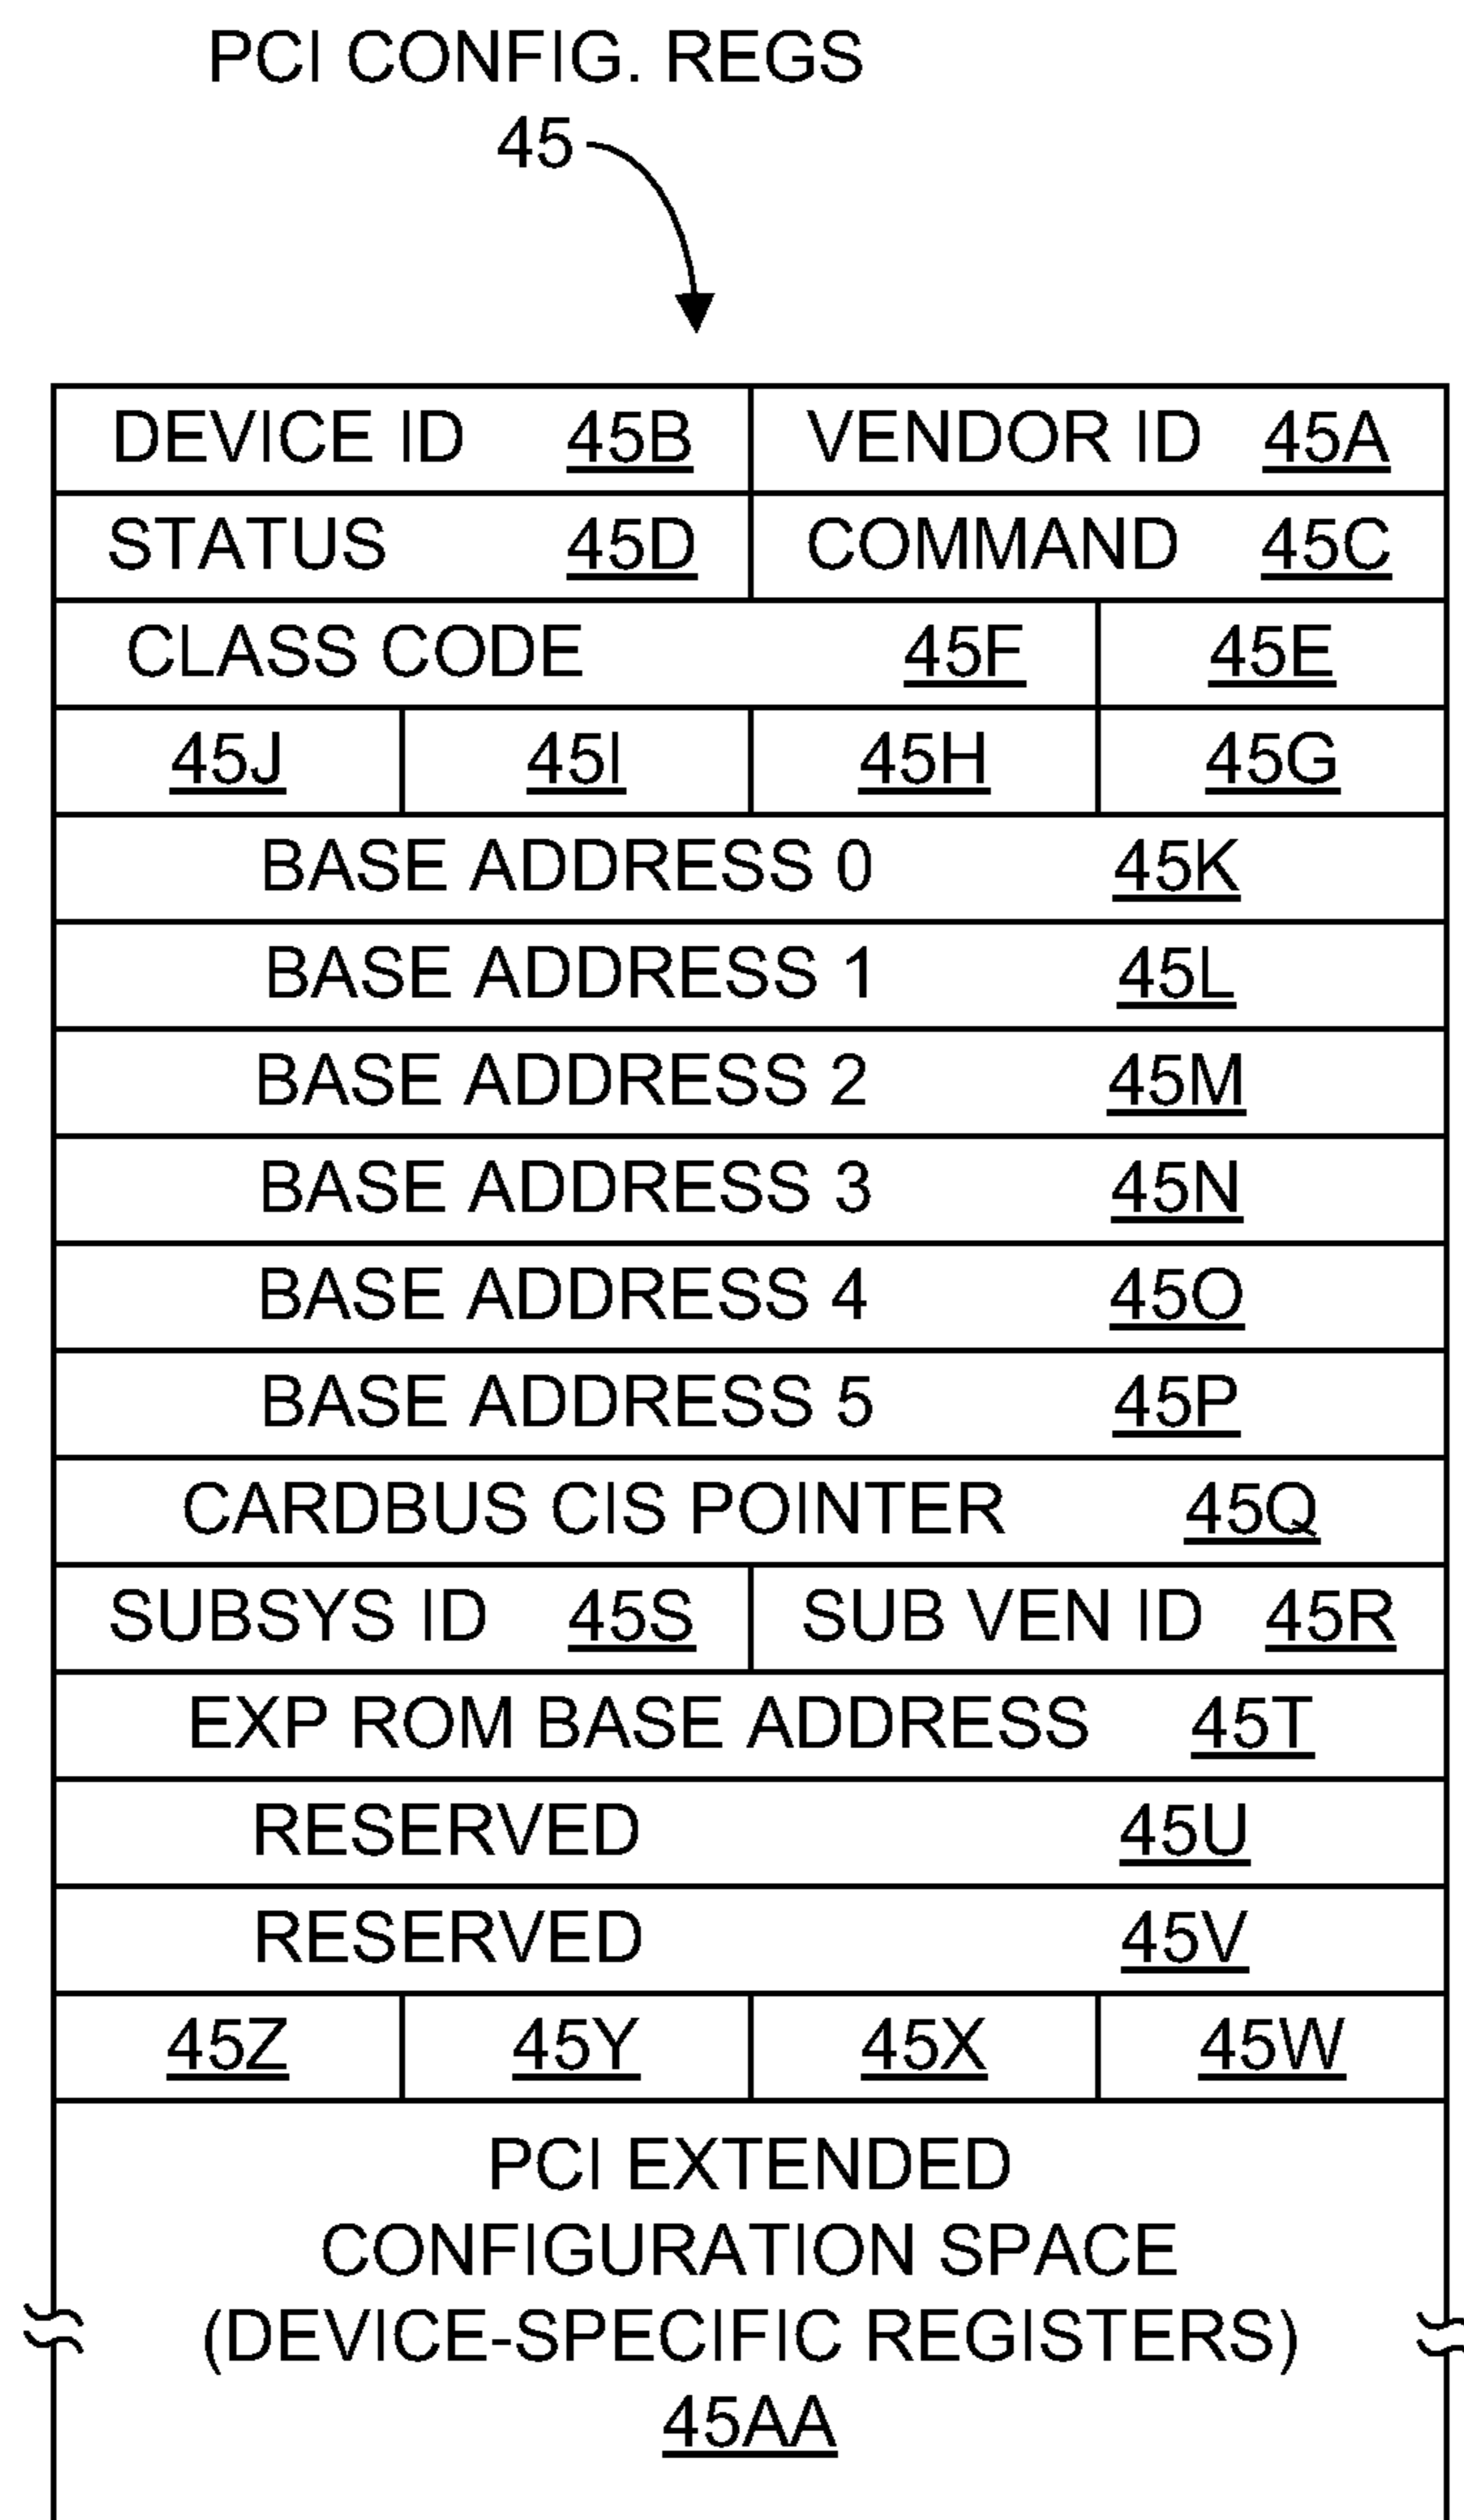 PCI CONFIG. REGS
45
DEVICE ID 45B VENDOR ID 45A
STATUS 45D COMMAND 45C
CLASS CODE 45F 45E
45J 45I 45H 45G
BASE ADDRESS 0 45K
BASE ADDRESS 1 45L
BASE ADDRESS 2 45M
BASE ADDRESS 3 45N
BASE ADDRESS 4 45O
BASE ADDRESS 5 45P
CARDBUS CIS POINTER 45Q
SUBSYS ID 45S SUB VEN ID 45R
EXP ROM BASE ADDRESS 45T
RESERVED 45U
RESERVED 45V
45Z 45Y 45X 45W
PCI EXTENDED
CONFIGURATION SPACE
(DEVICE-SPECIFIC REGISTERS)
45AA